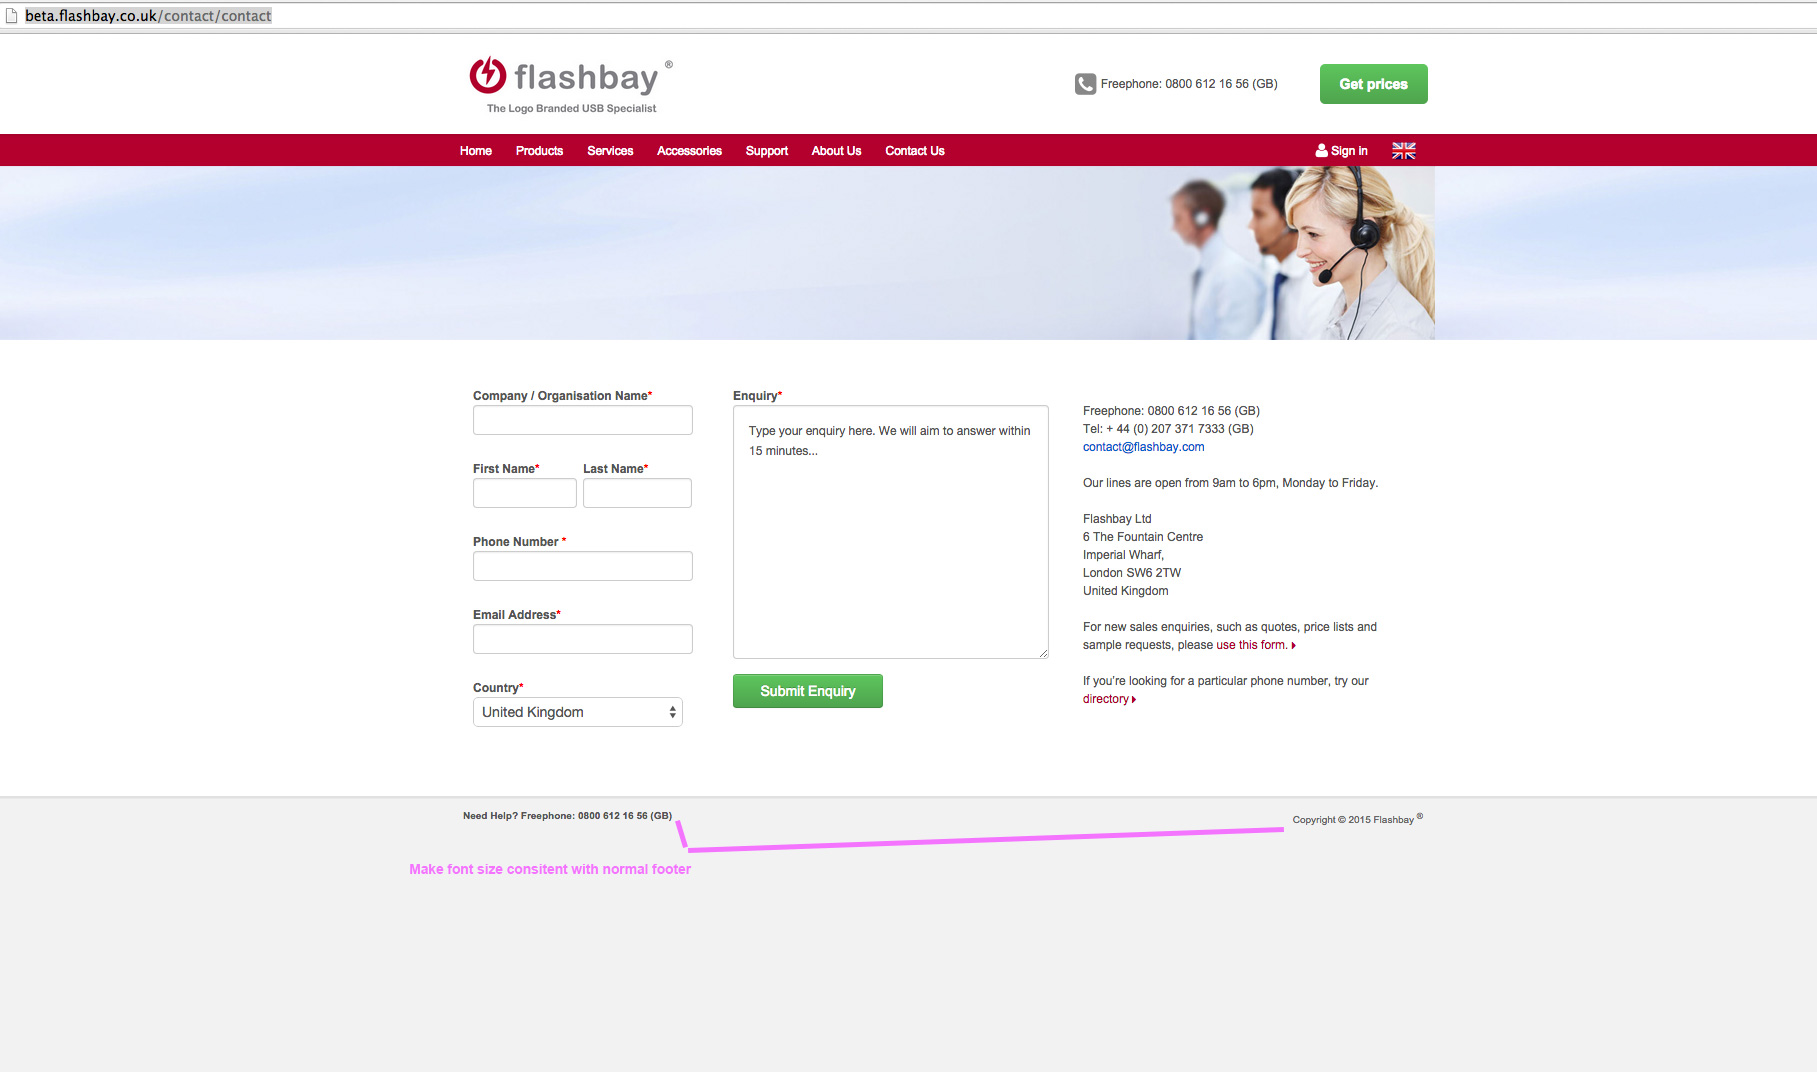 beta.flashbay.co.uk/contact/contact
flashbay ®
The Logo Branded USB Specialist
Freephone: 0800 612 16 56 (GB)
Get prices
Home Products Services Accessories Support About Us Contact Us Sign In
Company / Organisation Name*
First Name* Last Name*
Phone Number *
Email Address*
Country*
United Kingdom
Enquiry*
Type your enquiry here. We will aim to answer within
15 minutes...
Submit Enquiry
Freephone: 0800 612 16 56 (GB)
Tel: + 44 (0) 207 371 7333 (GB)
contact@flashbay.com
Our lines are open from 9am to 6pm, Monday to Friday.
Flashbay Ltd
6 The Fountain Centre
Imperial Wharf,
London SW6 2TW
United Kingdom
For new sales enquiries, such as quotes, price lists and
sample requests, please use this form.
If you're looking for a particular phone number, try our
directory
Need Help? Freephone: 0800 612 16 56 (GB)
Copyright © 2015 Flashbay ®
Make font size consitent with normal footer